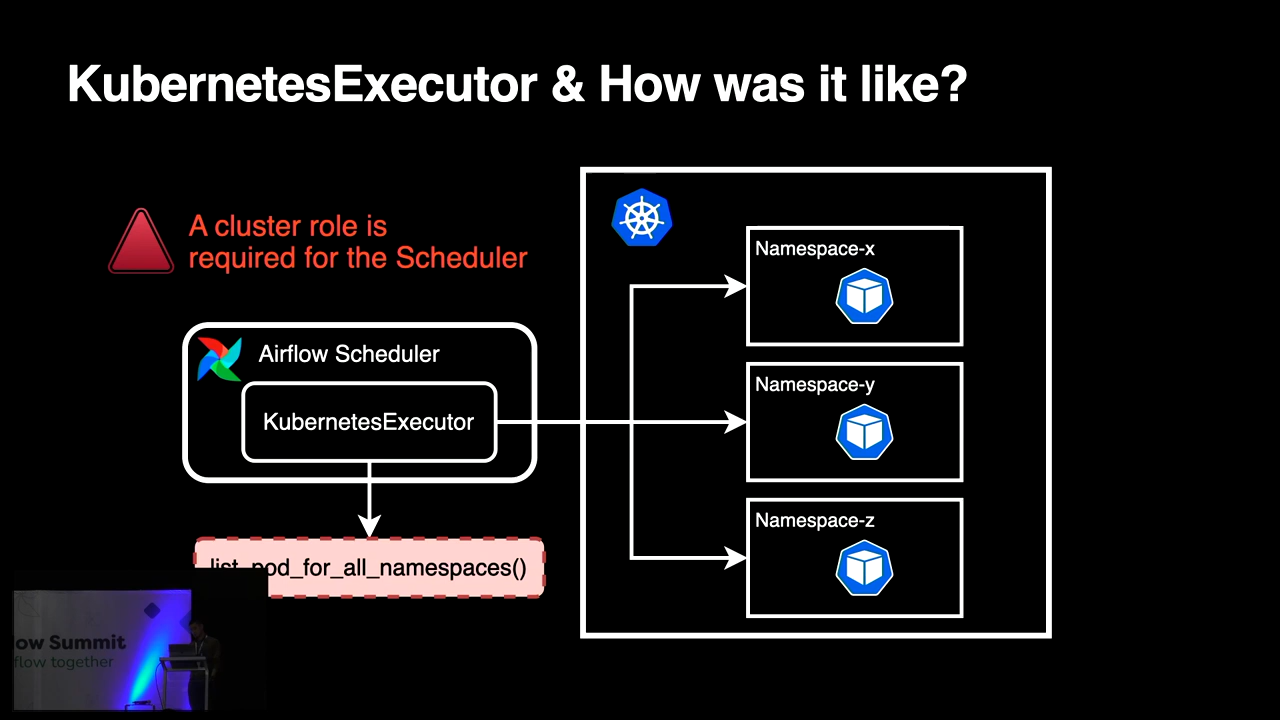 KubernetesExecutor & How was it like?
A cluster role is
required for the Scheduler
Airflow Scheduler
KubernetesExecutor
list_pod_for_all_namespaces()
Namespace-x
Namespace-y
Namespace-z
ow Summit
flow together